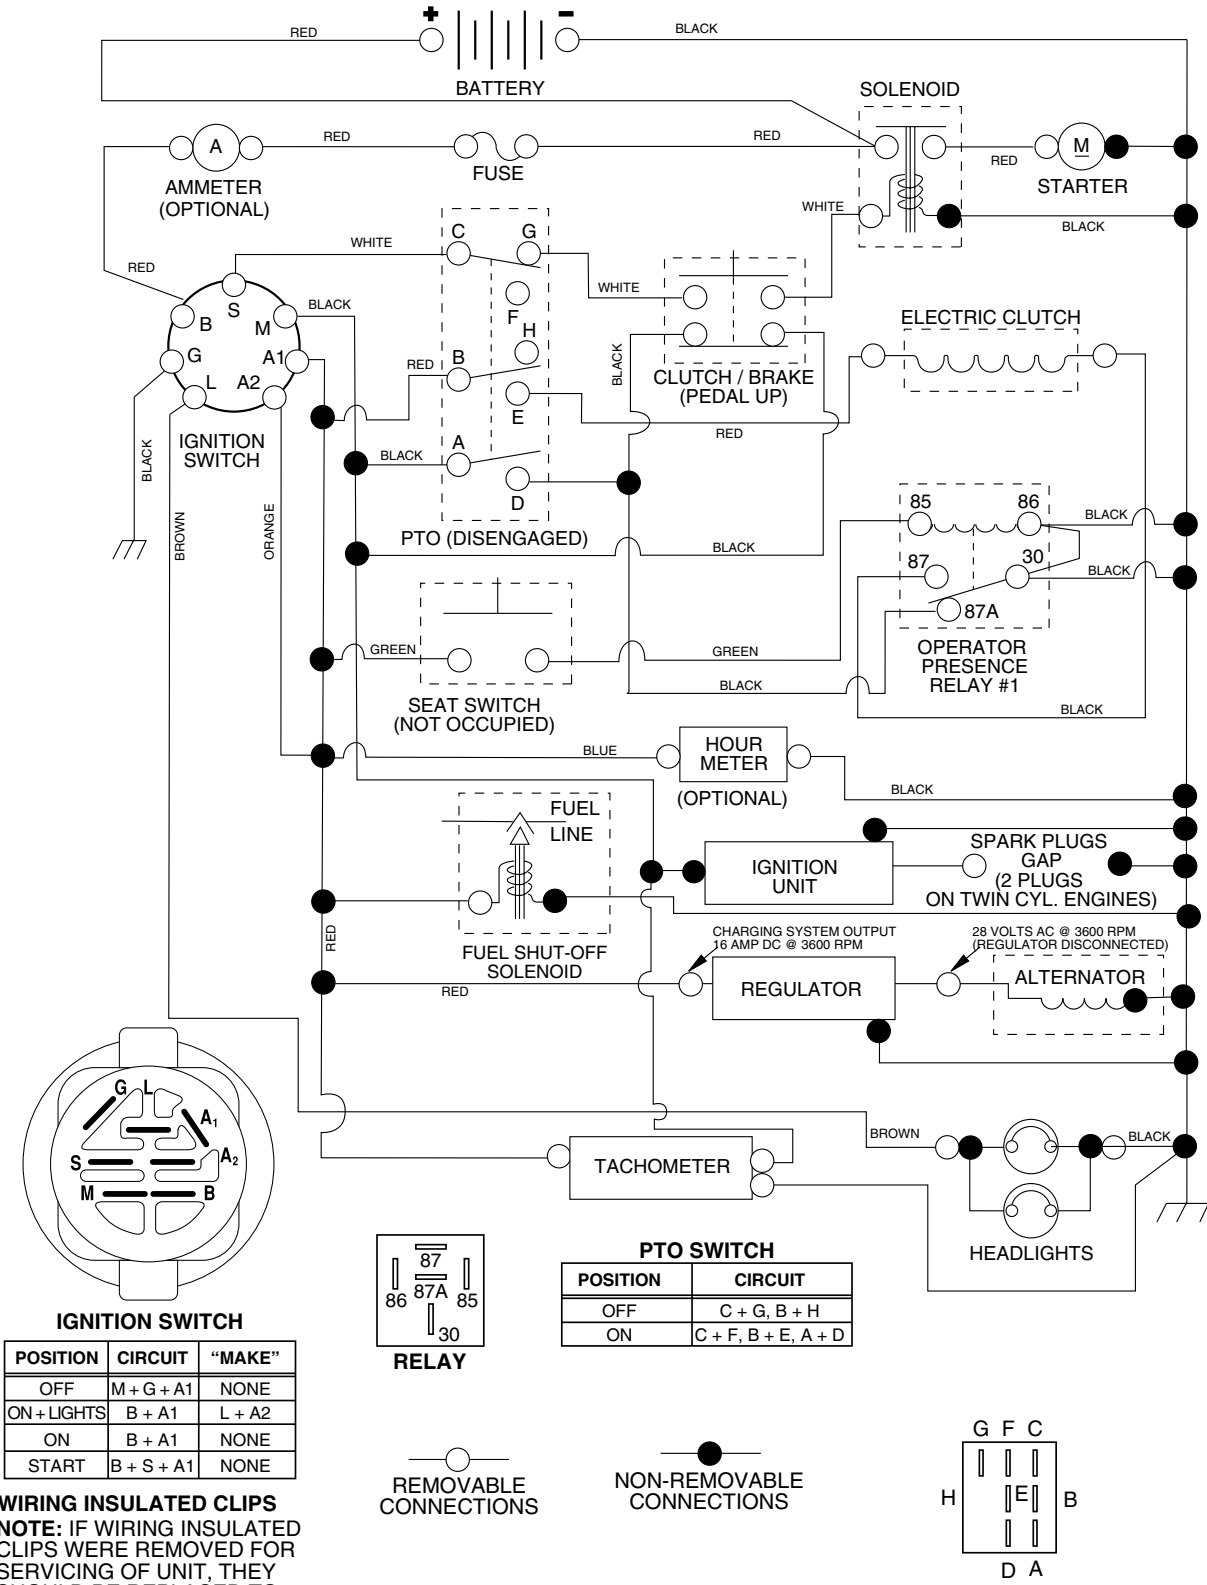 + −
RED
BLACK
BATTERY
SOLENOID
RED
RED
A
FUSE
AMMETER
(OPTIONAL)
RED
M
STARTER
WHITE
BLACK
C G
WHITE
RED
S
B
M
BLACK
G
A1
L A2
IGNITION
SWITCH
F
H
RED
B
E
A
BLACK
D
PTO (DISENGAGED)
WHITE
BLACK
CLUTCH / BRAKE
(PEDAL UP)
ELECTRIC CLUTCH
RED
BLACK
BROWN
ORANGE
85 86
BLACK
87 30
BLACK
87A
OPERATOR
PRESENCE
RELAY #1
BLACK
GREEN
GREEN
SEAT SWITCH
(NOT OCCUPIED)
BLACK
BLACK
BLUE
HOUR
METER
(OPTIONAL)
BLACK
FUEL
LINE
IGNITION
UNIT
SPARK PLUGS
GAP
(2 PLUGS
ON TWIN CYL. ENGINES)
RED
FUEL SHUT-OFF
SOLENOID
CHARGING SYSTEM OUTPUT
16 AMP DC @ 3600 RPM
28 VOLTS AC @ 3600 RPM
(REGULATOR DISCONNECTED)
RED
REGULATOR
ALTERNATOR
G L
A1
A2
S
M B
IGNITION SWITCH
BROWN
BLACK
TACHOMETER
HEADLIGHTS
87
87A
86 85
30
RELAY
PTO SWITCH
POSITION CIRCUIT
OFF C + G, B + H
ON C + F, B + E, A + D
POSITION CIRCUIT “MAKE”
OFF M + G + A1 NONE
ON + LIGHTS B + A1 L + A2
ON B + A1 NONE
START B + S + A1 NONE
REMOVABLE
CONNECTIONS
NON-REMOVABLE
CONNECTIONS
G F C
H E B
D A
WIRING INSULATED CLIPS
NOTE: IF WIRING INSULATED
CLIPS WERE REMOVED FOR
SERVICING OF UNIT, THEY
SHOULD BE REPLACED TO